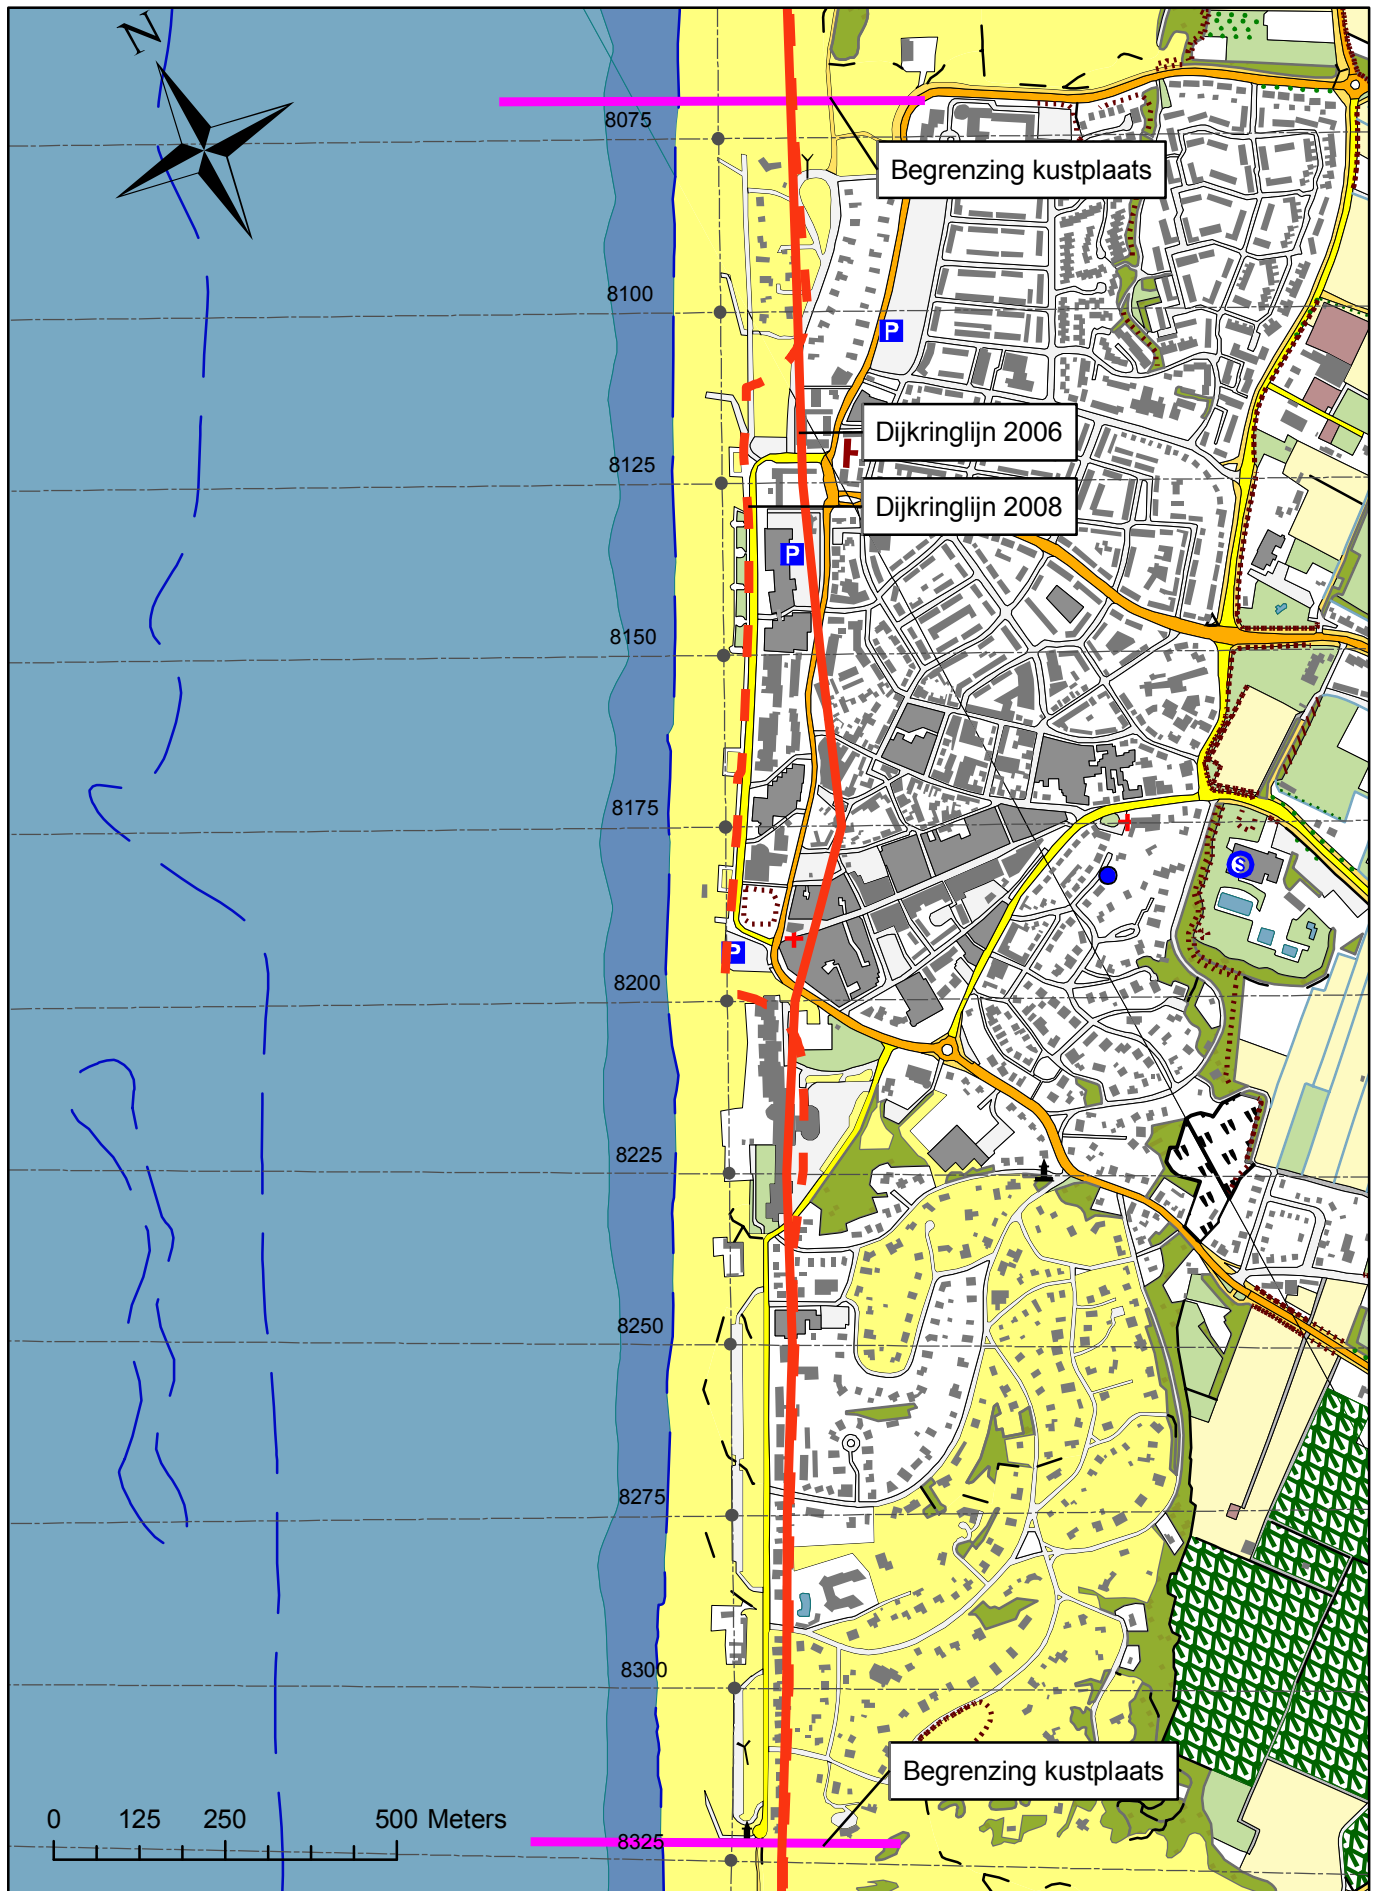 N
8075
Begrenzing kustplaats
8100
P
Dijkringlijn 2006
8125
Dijkringlijn 2008
P
8150
8175
S
P
8200
8225
8250
8275
8300
Begrenzing kustplaats
0 125 250 500 Meters
8325